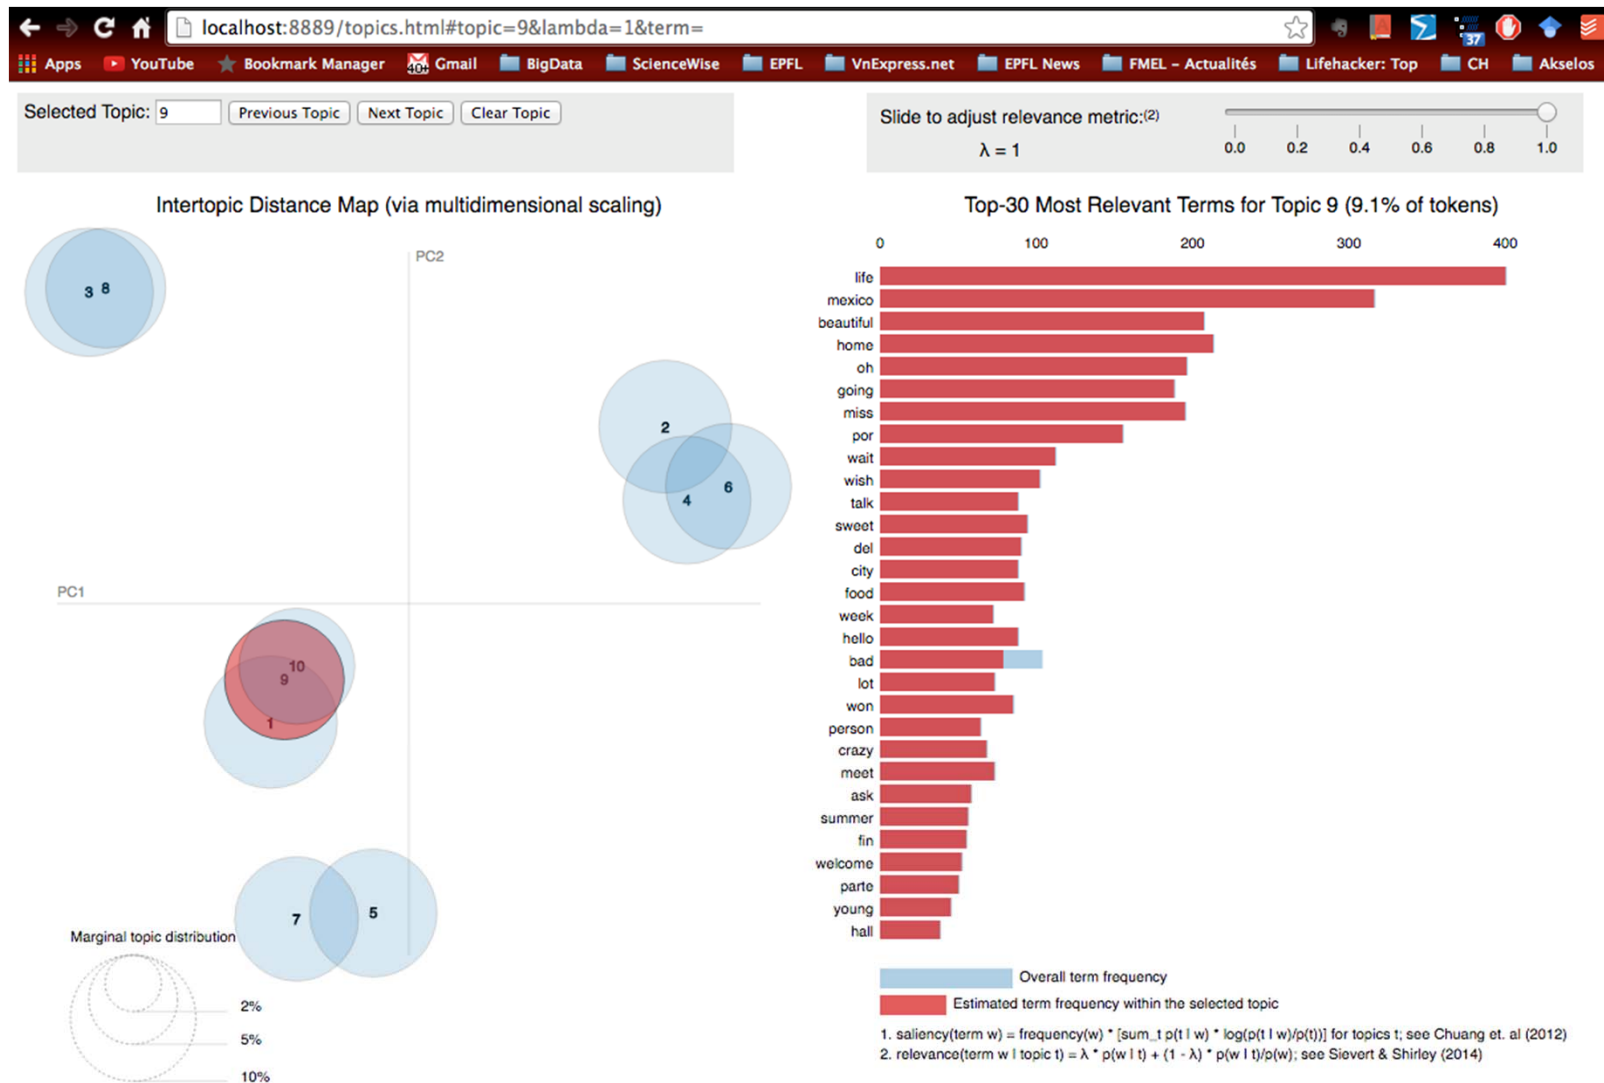 localhost:8889/topics.html#topic=9&lambda=1&term=
37
Apps YouTube Bookmark Manager 40+ Gmail BigData ScienceWise EPFL VnExpress.net EPFL News FMEL – Actualités Lifehacker: Top CH Akselos
Selected Topic: 9 Previous Topic Next Topic Clear Topic
Slide to adjust relevance metric:(2)
λ = 1
0.0 0.2 0.4 0.6 0.8 1.0
Intertopic Distance Map (via multidimensional scaling)
PC2
3 8
2
6
4
PC1
10
9
1
7 5
Marginal topic distribution
2%
5%
10%
Top-30 Most Relevant Terms for Topic 9 (9.1% of tokens)
0 100 200 300 400
life
mexico
beautiful
home
oh
going
miss
por
wait
wish
talk
sweet
del
city
food
week
hello
bad
lot
won
person
crazy
meet
ask
summer
fin
welcome
parte
young
hall
Overall term frequency
Estimated term frequency within the selected topic
1. saliency(term w) = frequency(w) * [sum_t p(t | w) * log(p(t | w)/p(t))] for topics t; see Chuang et. al (2012)
2. relevance(term w | topic t) = λ * p(w | t) + (1 - λ) * p(w | t)/p(w); see Sievert & Shirley (2014)